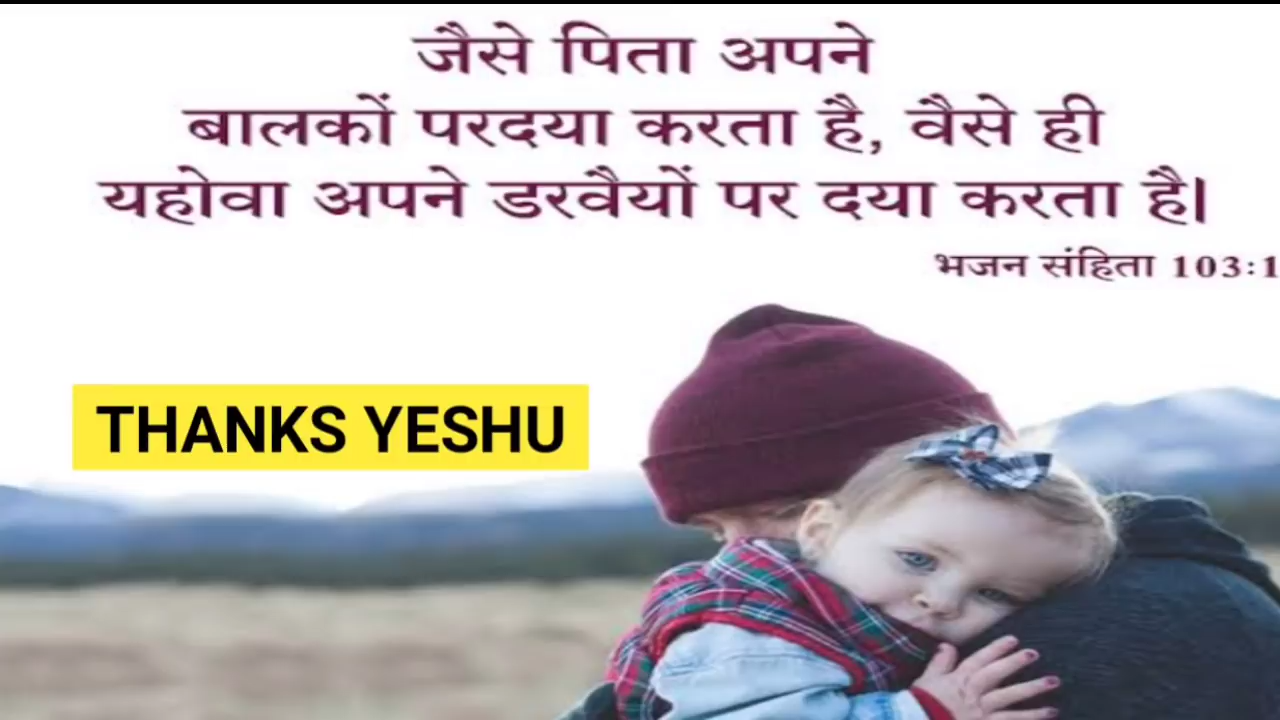 जैसे पिता अपने
बालकों परदया करता है, वैसे ही
यहोवा अपने डरवैयों पर दया करता है।
भजन संहिता 103:1
THANKS YESHU